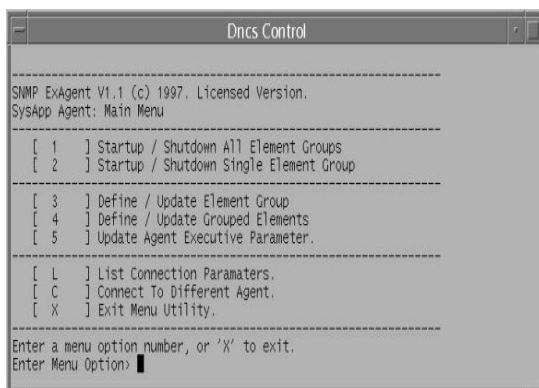 Dncs Control
SNMP ExAgent V1.1 (c) 1997. Licensed Version.
SysApp Agent: Main Menu
[ 1 ] Startup / Shutdown All Element Groups
[ 2 ] Startup / Shutdown Single Element Group
[ 3 ] Define / Update Element Group
[ 4 ] Define / Update Grouped Elements
[ 5 ] Update Agent Executive Parameter.
[ L ] List Connection Paramaters.
[ C ] Connect To Different Agent.
[ X ] Exit Menu Utility.
Enter a menu option number, or 'X' to exit.
Enter Menu Option>